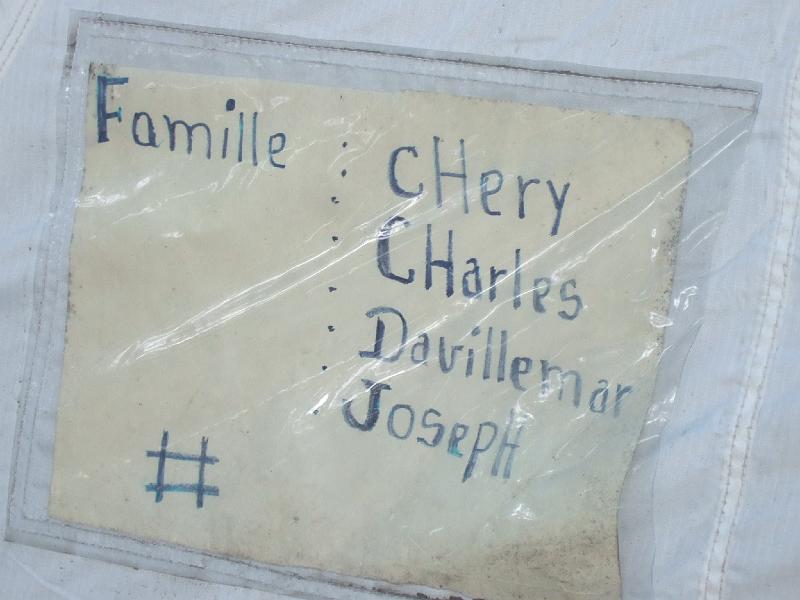 Famille : CHery
: CHarles
: Davillemar
: JosepH
#